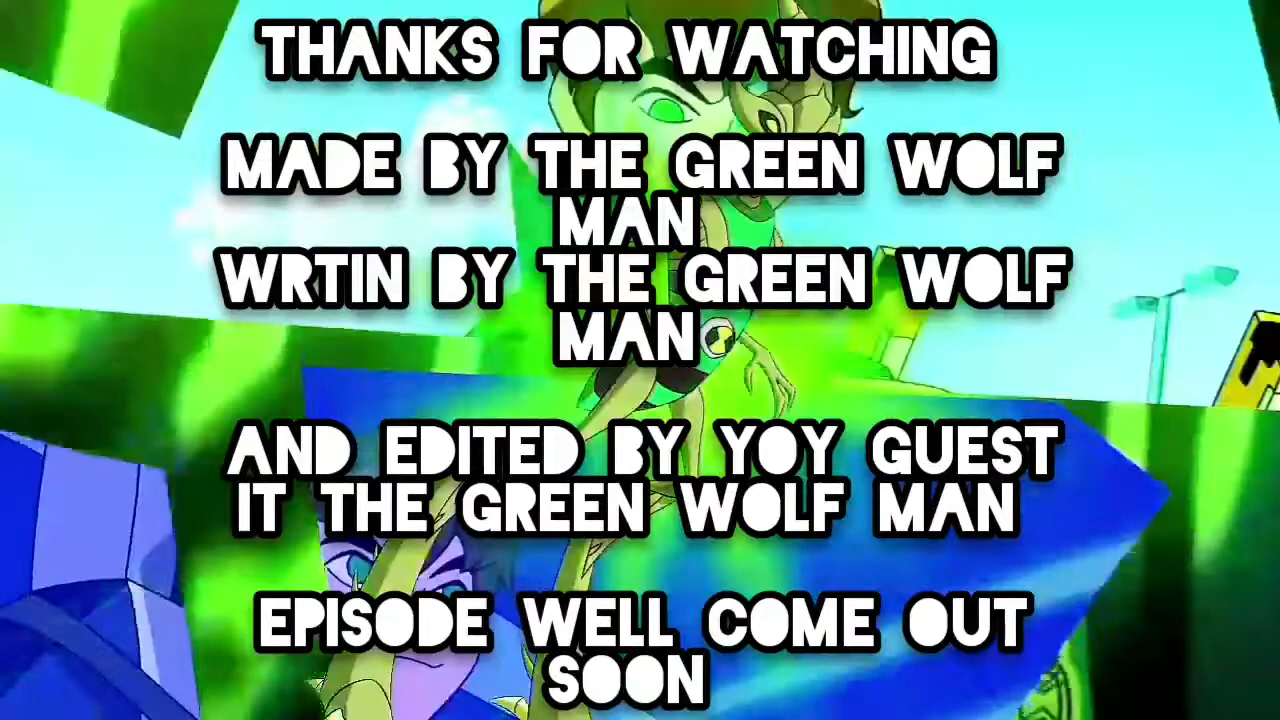 THANKS FOR WATCHING
MADE BY THE GREEN WOLF
MAN
WRTIN BY THE GREEN WOLF
MAN
AND EDITED BY YOY GUEST
IT THE GREEN WOLF MAN
EPISODE WELL COME OUT
SOON